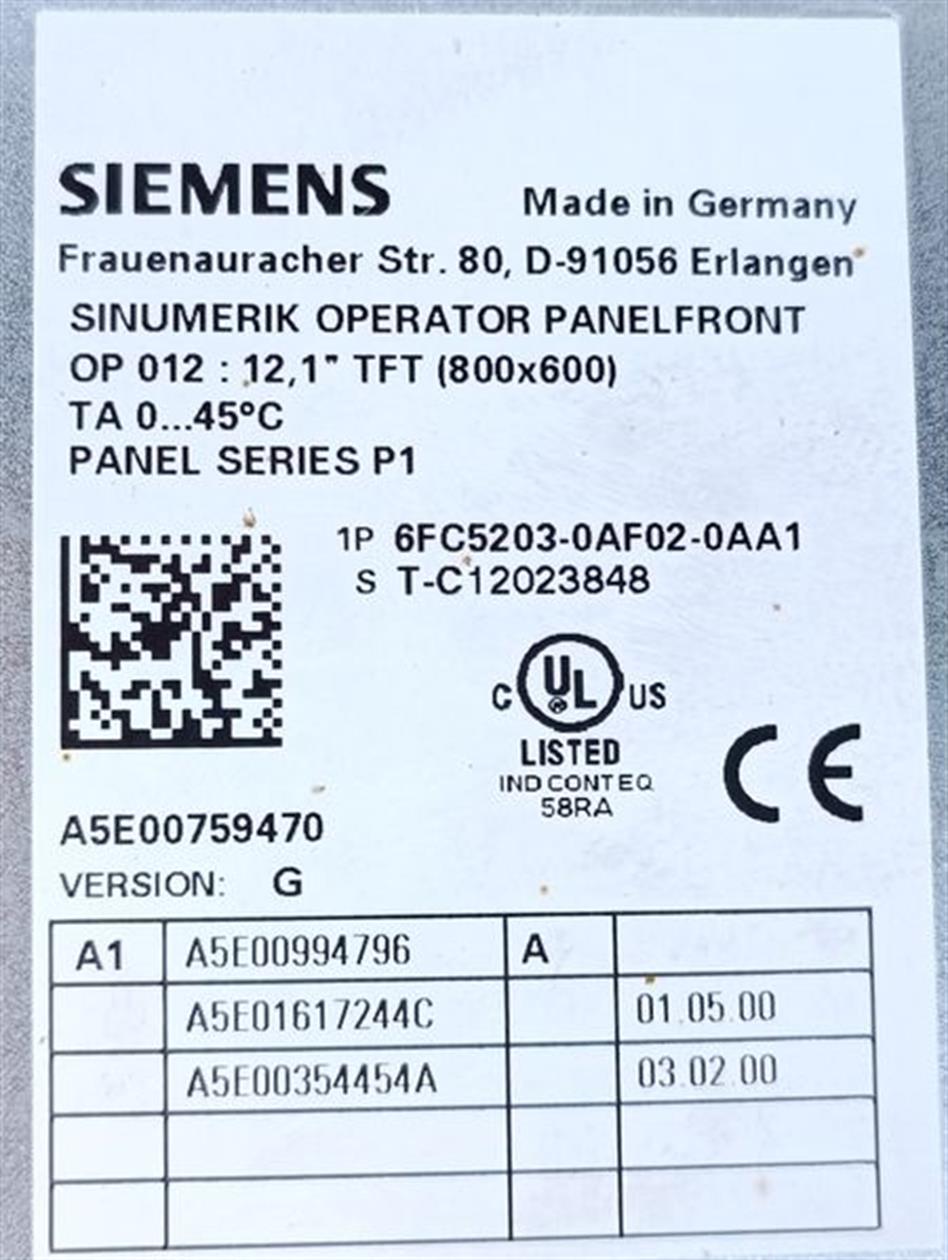 SIEMENS Made in Germany
Frauenauracher Str. 80, D-91056 Erlangen
SINUMERIK OPERATOR PANELFRONT
OP 012 : 12,1" TFT (800x600)
TA 0...45°C
PANEL SERIES P1
1P 6FC5203-0AF02-0AA1
S T-C12023848
C UL US
LISTED
IND CONT EQ
58RA
CE
A5E00759470
VERSION: G
A1 A5E00994796 A
A5E01617244C 01.05.00
A5E00354454A 03.02.00